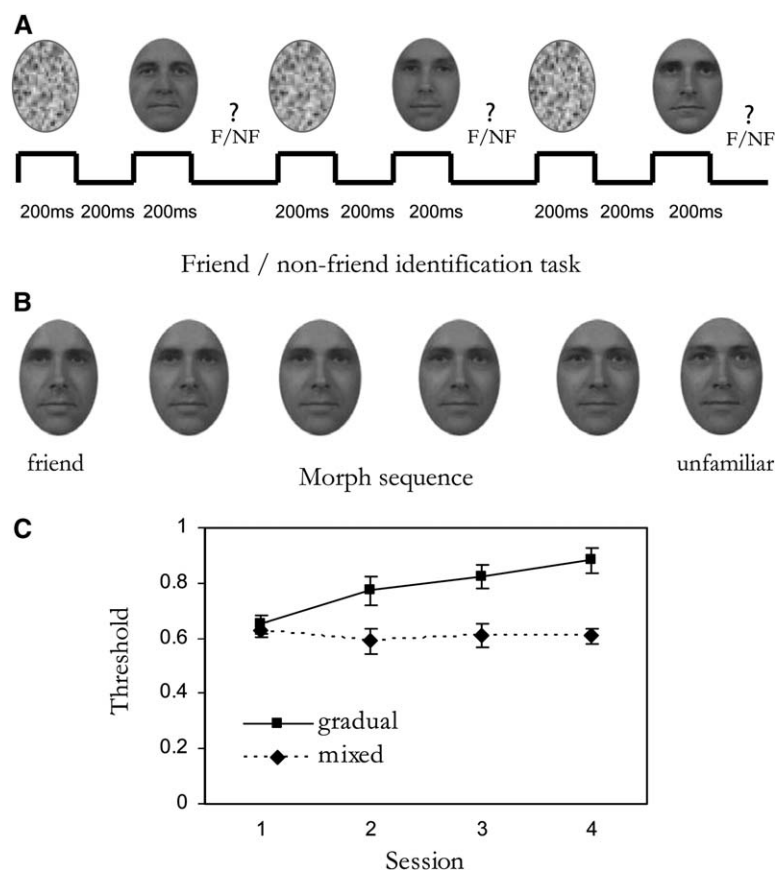 A
? ? ?
F/NF F/NF F/NF
200ms 200ms 200ms 200ms 200ms 200ms 200ms 200ms 200ms
Friend / non-friend identification task
B
friend Morph sequence unfamiliar
C
1
0.8
0.6
0.4
0.2
0
Threshold
gradual
mixed
1 2 3 4
Session